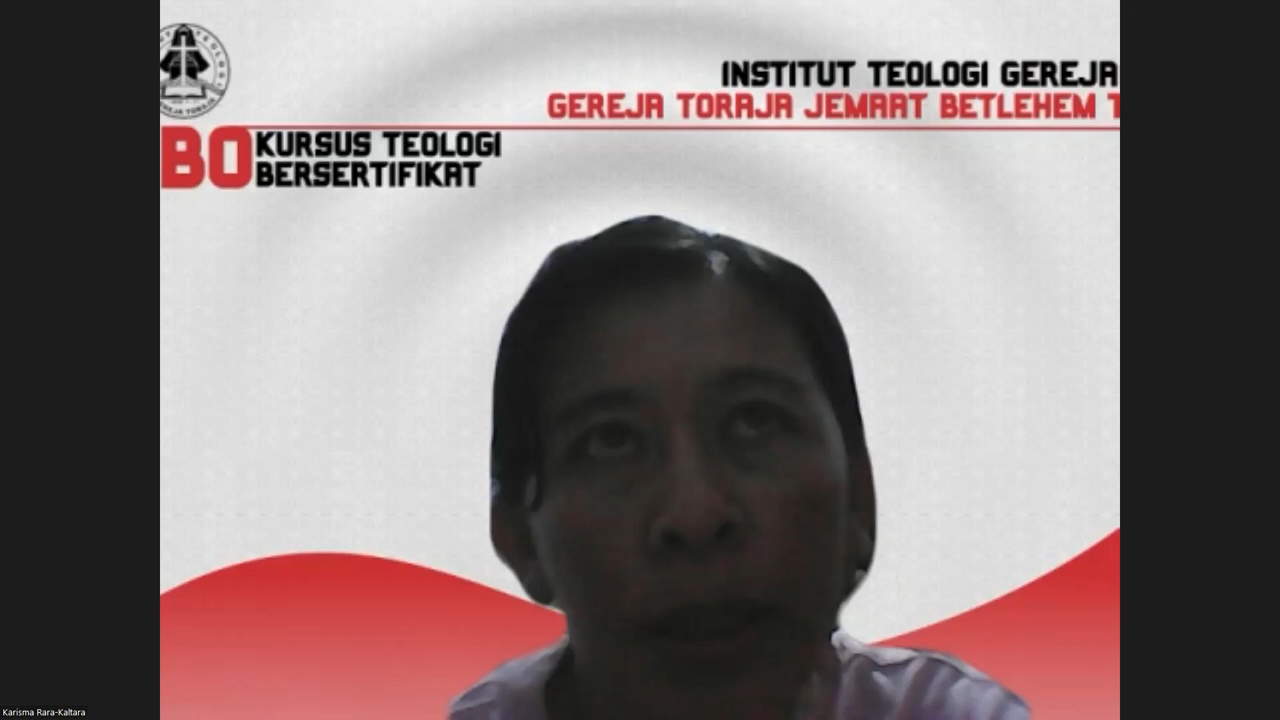 INSTITUT TEOLOGI GEREJA
GEREJA TORAJA JEMAAT BETLEHEM T
BO
KURSUS TEOLOGI
BERSERTIFIKAT
Karisma Rara-Kaltara